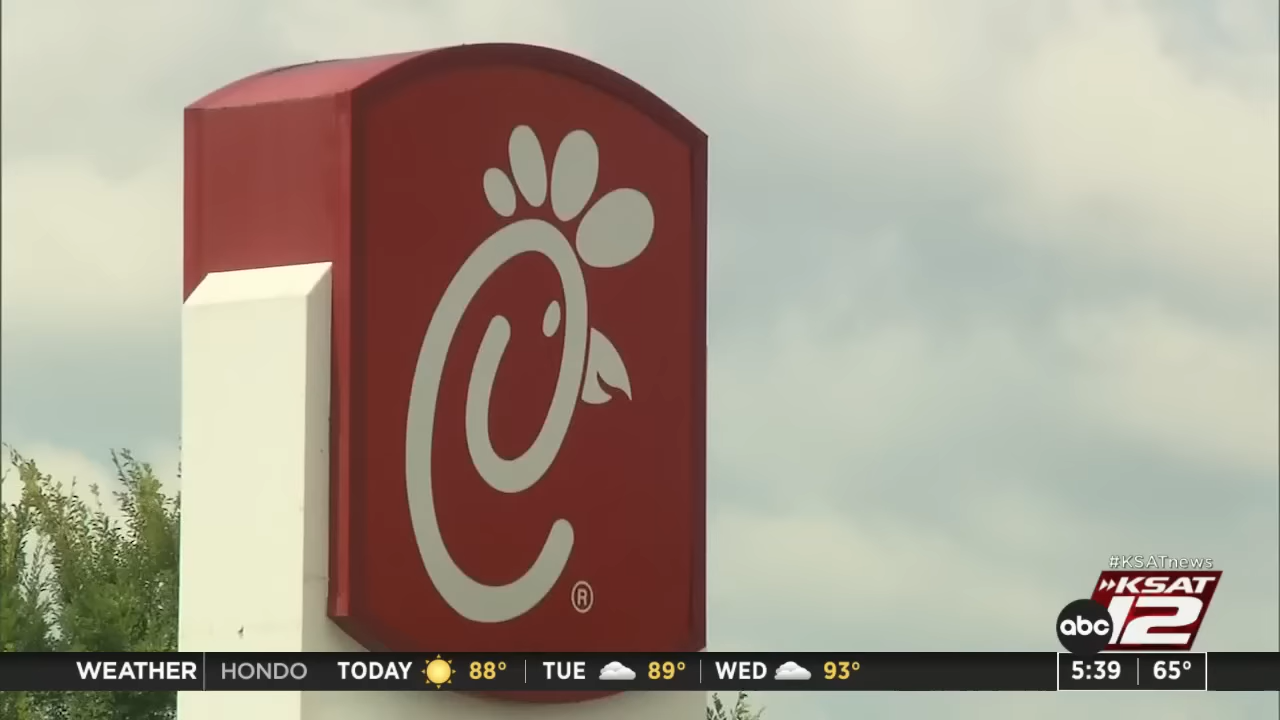 ®
#KSATnews
KSAT
12
abc
WEATHER HONDO TODAY 88° TUE 89° WED 93° 5:39 65°